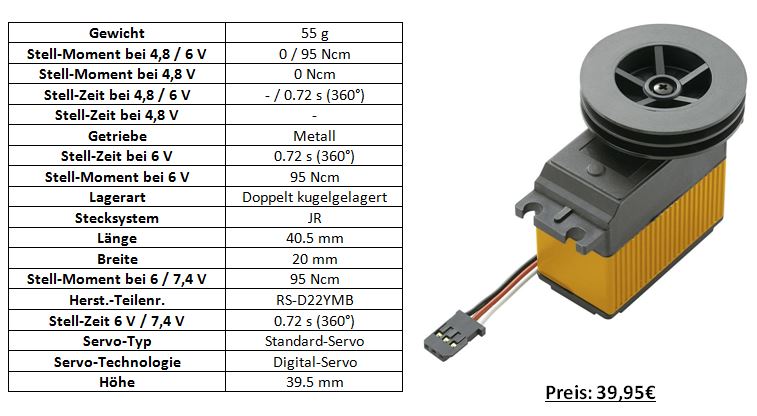 Gewicht 55 g
Stell-Moment bei 4,8 / 6 V 0 / 95 Ncm
Stell-Moment bei 4,8 V 0 Ncm
Stell-Zeit bei 4,8 / 6 V - / 0.72 s (360°)
Stell-Zeit bei 4,8 V -
Getriebe Metall
Stell-Zeit bei 6 V 0.72 s (360°)
Stell-Moment bei 6 V 95 Ncm
Lagerart Doppelt kugelgelagert
Stecksystem JR
Länge 40.5 mm
Breite 20 mm
Stell-Moment bei 6 / 7,4 V 95 Ncm
Herst.-Teilenr. RS-D22YMB
Stell-Zeit 6 V / 7,4 V 0.72 s (360°)
Servo-Typ Standard-Servo
Servo-Technologie Digital-Servo
Höhe 39.5 mm
Preis: 39,95€